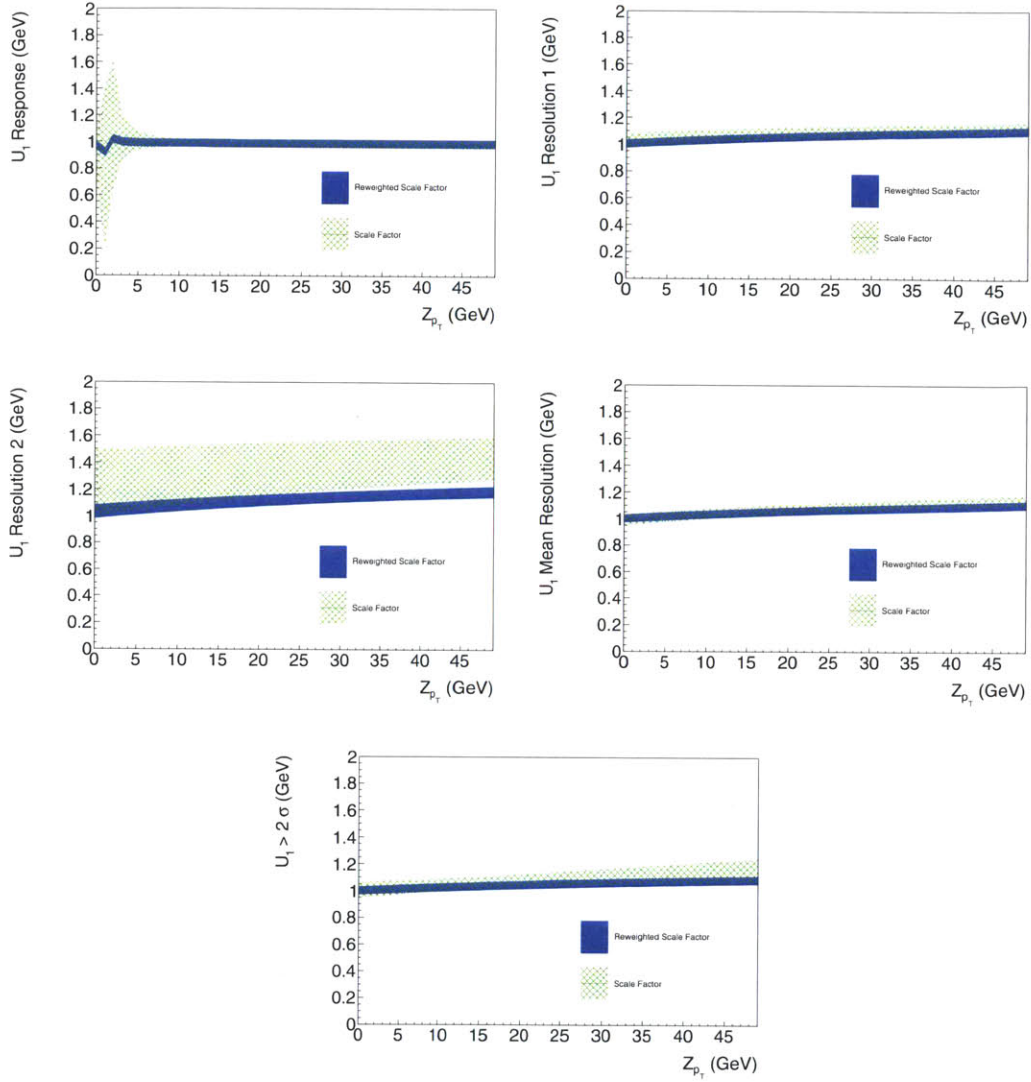 U₁ Response (GeV)
2
1.8
1.6
1.4
1.2
1
0.8
0.6
0.4
0.2
0
Reweighted Scale Factor
Scale Factor
0 5 10 15 20 25 30 35 40 45
Z_{p_T} (GeV)
U₁ Resolution 1 (GeV)
2
1.8
1.6
1.4
1.2
1
0.8
0.6
0.4
0.2
0
Reweighted Scale Factor
Scale Factor
0 5 10 15 20 25 30 35 40 45
Z_{p_T} (GeV)
U₁ Resolution 2 (GeV)
2
1.8
1.6
1.4
1.2
1
0.8
0.6
0.4
0.2
0
Reweighted Scale Factor
Scale Factor
0 5 10 15 20 25 30 35 40 45
Z_{p_T} (GeV)
U₁ Mean Resolution (GeV)
2
1.8
1.6
1.4
1.2
1
0.8
0.6
0.4
0.2
0
Reweighted Scale Factor
Scale Factor
0 5 10 15 20 25 30 35 40 45
Z_{p_T} (GeV)
U₁ > 2 σ (GeV)
2
1.8
1.6
1.4
1.2
1
0.8
0.6
0.4
0.2
0
Reweighted Scale Factor
Scale Factor
0 5 10 15 20 25 30 35 40 45
Z_{p_T} (GeV)